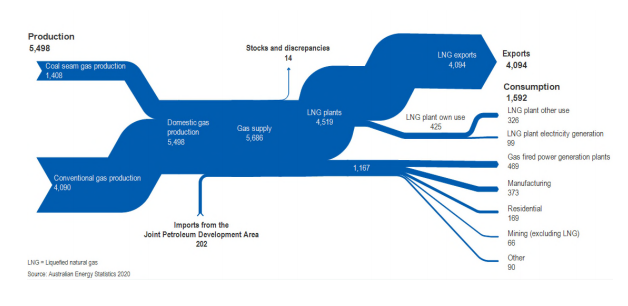 Production
5,498
Coal seam gas production
1,408
Conventional gas production
4,090
Domestic gas
production
5,498
Stocks and discrepancies
14
Gas supply
5,686
Imports from the
Joint Petroleum Development Area
202
LNG plants
4,519
LNG exports
4,094
Exports
4,094
Consumption
1,592
LNG plant own use
425
LNG plant other use
326
LNG plant electricity generation
99
1,167
Gas fired power generation plants
469
Manufacturing
373
Residential
169
Mining (excluding LNG)
66
Other
90
LNG = Liquefied natural gas
Source: Australian Energy Statistics 2020